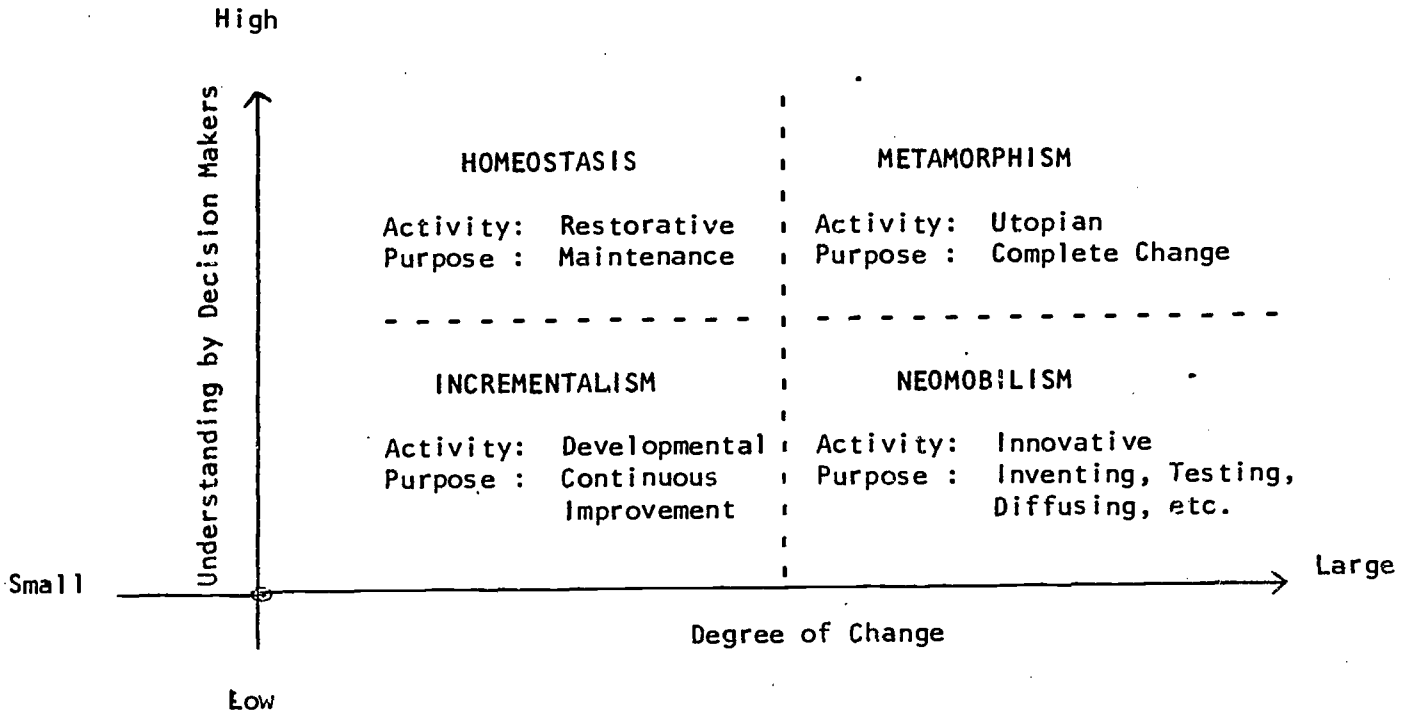 High
Understanding by Decision Makers
HOMEOSTASIS
Activity: Restorative
Purpose : Maintenance
METAMORPHISM
Activity: Utopian
Purpose : Complete Change
INCREMENTALISM
Activity: Developmental
Purpose : Continuous
Improvement
NEOMOBILISM
Activity: Innovative
Purpose : Inventing, Testing,
Diffusing, etc.
Small
Large
Degree of Change
Low